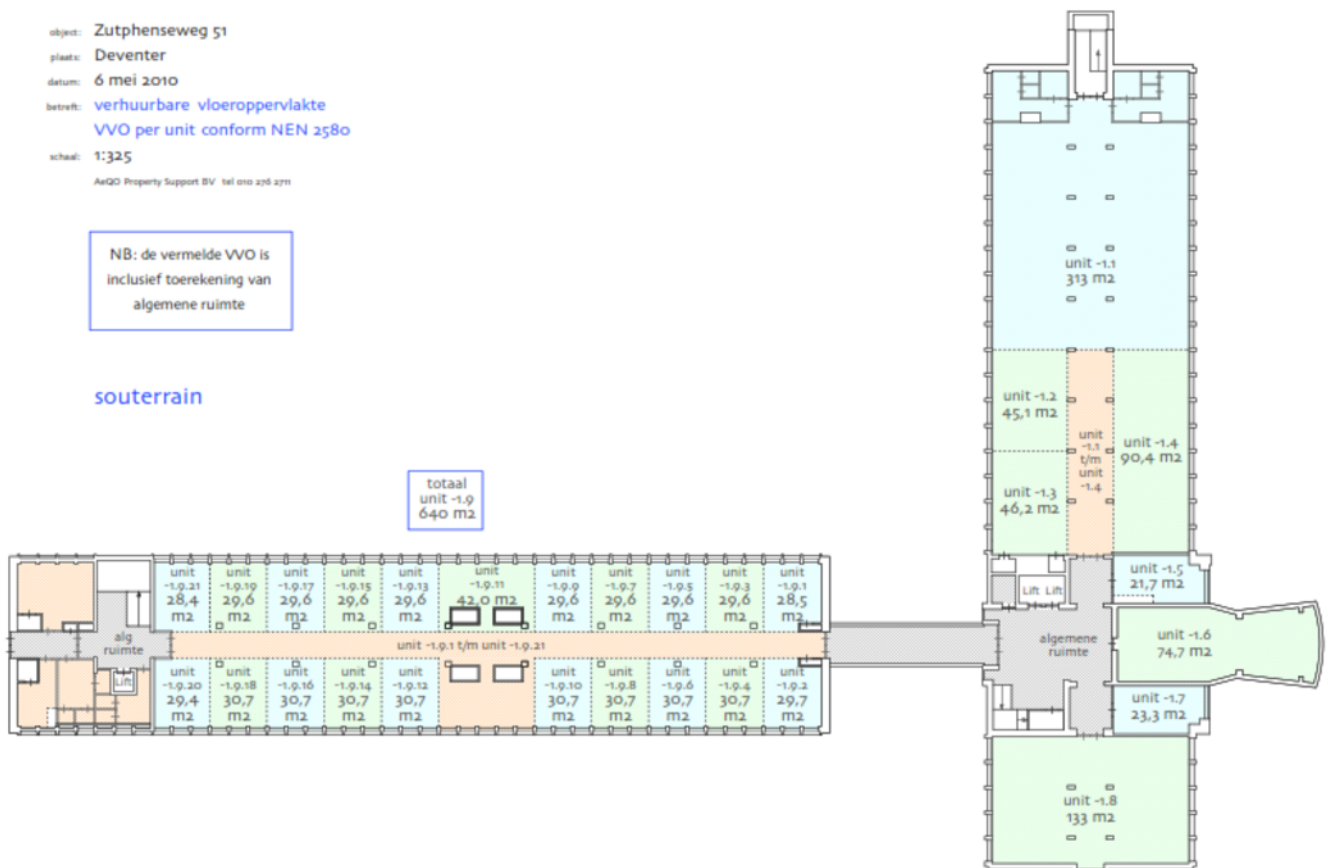 object: Zutphenseweg 51
plaats: Deventer
datum: 6 mei 2010
betreft: verhuurbare vloeroppervlakte
VVO per unit conform NEN 2580
schaal: 1:325
AeQO Property Support BV tel 010 276 2711
NB: de vermelde VVO is
inclusief toerekening van
algemene ruimte
souterrain
totaal
unit -1.9
640 m2
unit -1.1
313 m2
unit -1.2
45,1 m2
unit -1.3
46,2 m2
unit
-1.1
t/m
unit
-1.4
unit -1.4
90,4 m2
unit -1.5
21,7 m2
Lift Lift
algemene
ruimte
unit -1.6
74,7 m2
unit -1.7
23,3 m2
unit -1.8
133 m2
alg
ruimte
Lift
unit
-1.9.21
28,4
m2
unit
-1.9.19
29,6
m2
unit
-1.9.17
29,6
m2
unit
-1.9.15
29,6
m2
unit
-1.9.13
29,6
m2
unit
-1.9.11
42,0 m2
unit
-1.9.9
29,6
m2
unit
-1.9.7
29,6
m2
unit
-1.9.5
29,6
m2
unit
-1.9.3
29,6
m2
unit
-1.9.1
28,5
m2
unit -1.9.1 t/m unit -1.9.21
unit
-1.9.20
29,4
m2
unit
-1.9.18
30,7
m2
unit
-1.9.16
30,7
m2
unit
-1.9.14
30,7
m2
unit
-1.9.12
30,7
m2
unit
-1.9.10
30,7
m2
unit
-1.9.8
30,7
m2
unit
-1.9.6
30,7
m2
unit
-1.9.4
30,7
m2
unit
-1.9.2
29,7
m2